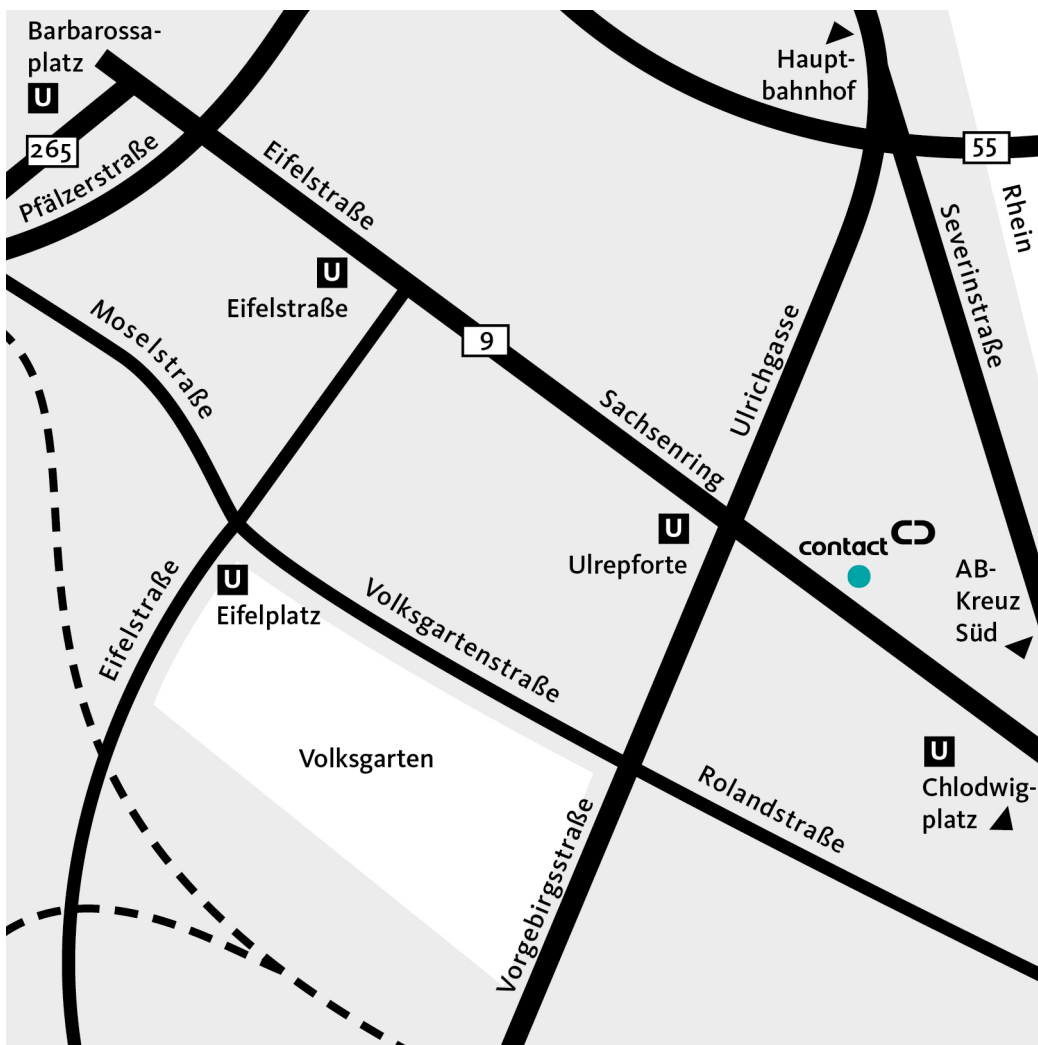 Barbarossa-
platz
U
265
Pfälzerstraße
Eifelstraße
Haupt-
bahnhof
55
Rhein
Severinstraße
U
Eifelstraße
Moselstraße
9
Ulrichgasse
Sachsenring
U
Ulrepforte
contact
AB-
Kreuz
Süd
Eifelstraße
U
Eifelplatz
Volksgartenstraße
Volksgarten
U
Chlodwig-
platz
Rolandstraße
Vorgebirgsstraße